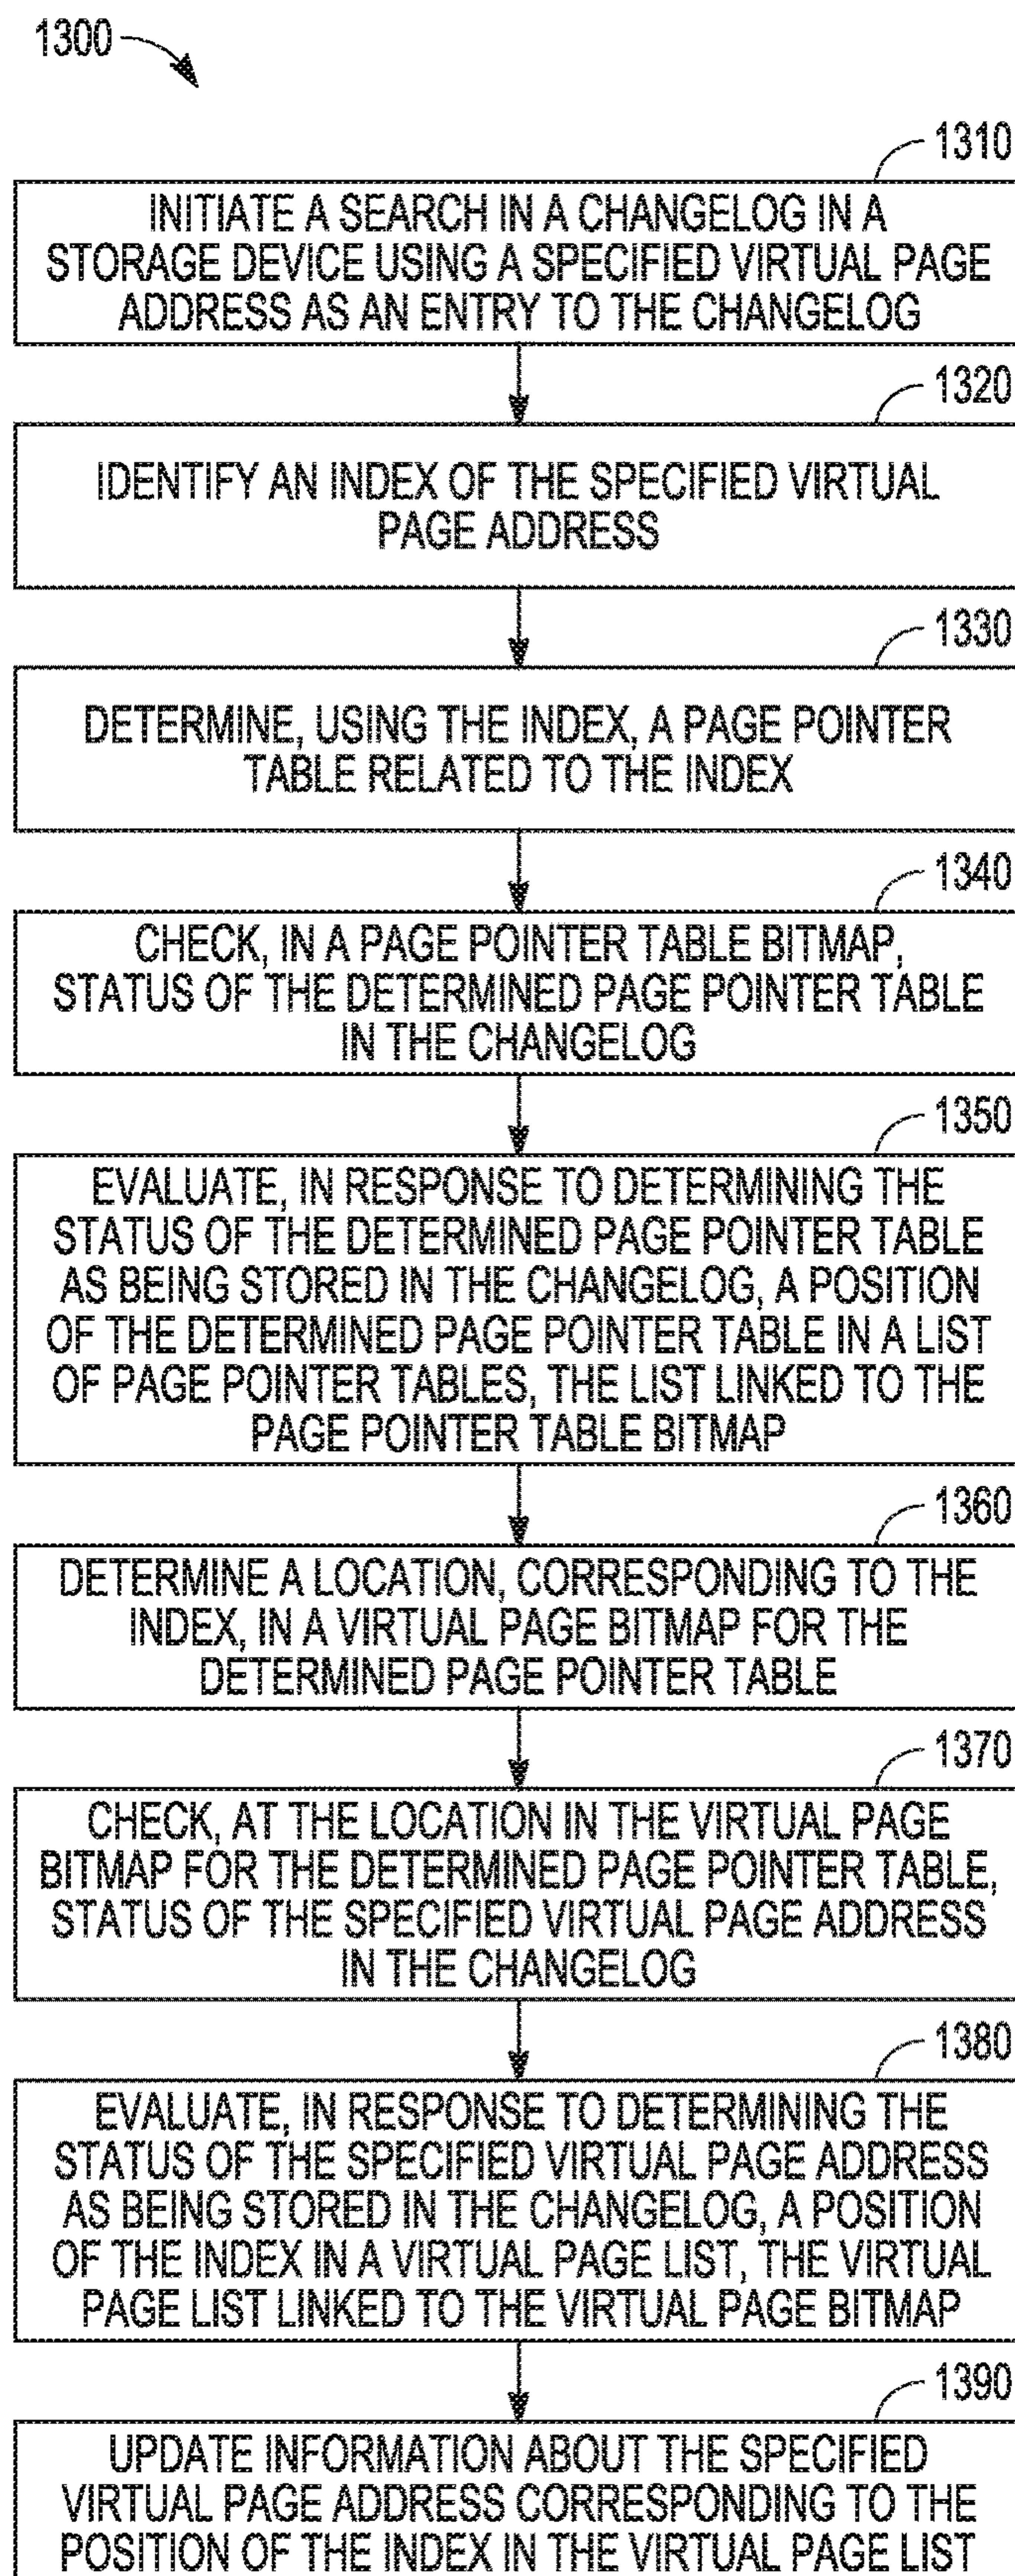 1300
1310
INITIATE A SEARCH IN A CHANGELOG IN A
STORAGE DEVICE USING A SPECIFIED VIRTUAL PAGE
ADDRESS AS AN ENTRY TO THE CHANGELOG
1320
IDENTIFY AN INDEX OF THE SPECIFIED VIRTUAL
PAGE ADDRESS
1330
DETERMINE, USING THE INDEX, A PAGE POINTER
TABLE RELATED TO THE INDEX
1340
CHECK, IN A PAGE POINTER TABLE BITMAP,
STATUS OF THE DETERMINED PAGE POINTER TABLE
IN THE CHANGELOG
1350
EVALUATE, IN RESPONSE TO DETERMINING THE
STATUS OF THE DETERMINED PAGE POINTER TABLE
AS BEING STORED IN THE CHANGELOG, A POSITION
OF THE DETERMINED PAGE POINTER TABLE IN A LIST
OF PAGE POINTER TABLES, THE LIST LINKED TO THE
PAGE POINTER TABLE BITMAP
1360
DETERMINE A LOCATION, CORRESPONDING TO THE
INDEX, IN A VIRTUAL PAGE BITMAP FOR THE
DETERMINED PAGE POINTER TABLE
1370
CHECK, AT THE LOCATION IN THE VIRTUAL PAGE
BITMAP FOR THE DETERMINED PAGE POINTER TABLE,
STATUS OF THE SPECIFIED VIRTUAL PAGE ADDRESS
IN THE CHANGELOG
1380
EVALUATE, IN RESPONSE TO DETERMINING THE
STATUS OF THE SPECIFIED VIRTUAL PAGE ADDRESS
AS BEING STORED IN THE CHANGELOG, A POSITION
OF THE INDEX IN A VIRTUAL PAGE LIST, THE VIRTUAL
PAGE LIST LINKED TO THE VIRTUAL PAGE BITMAP
1390
UPDATE INFORMATION ABOUT THE SPECIFIED
VIRTUAL PAGE ADDRESS CORRESPONDING TO THE
POSITION OF THE INDEX IN THE VIRTUAL PAGE LIST